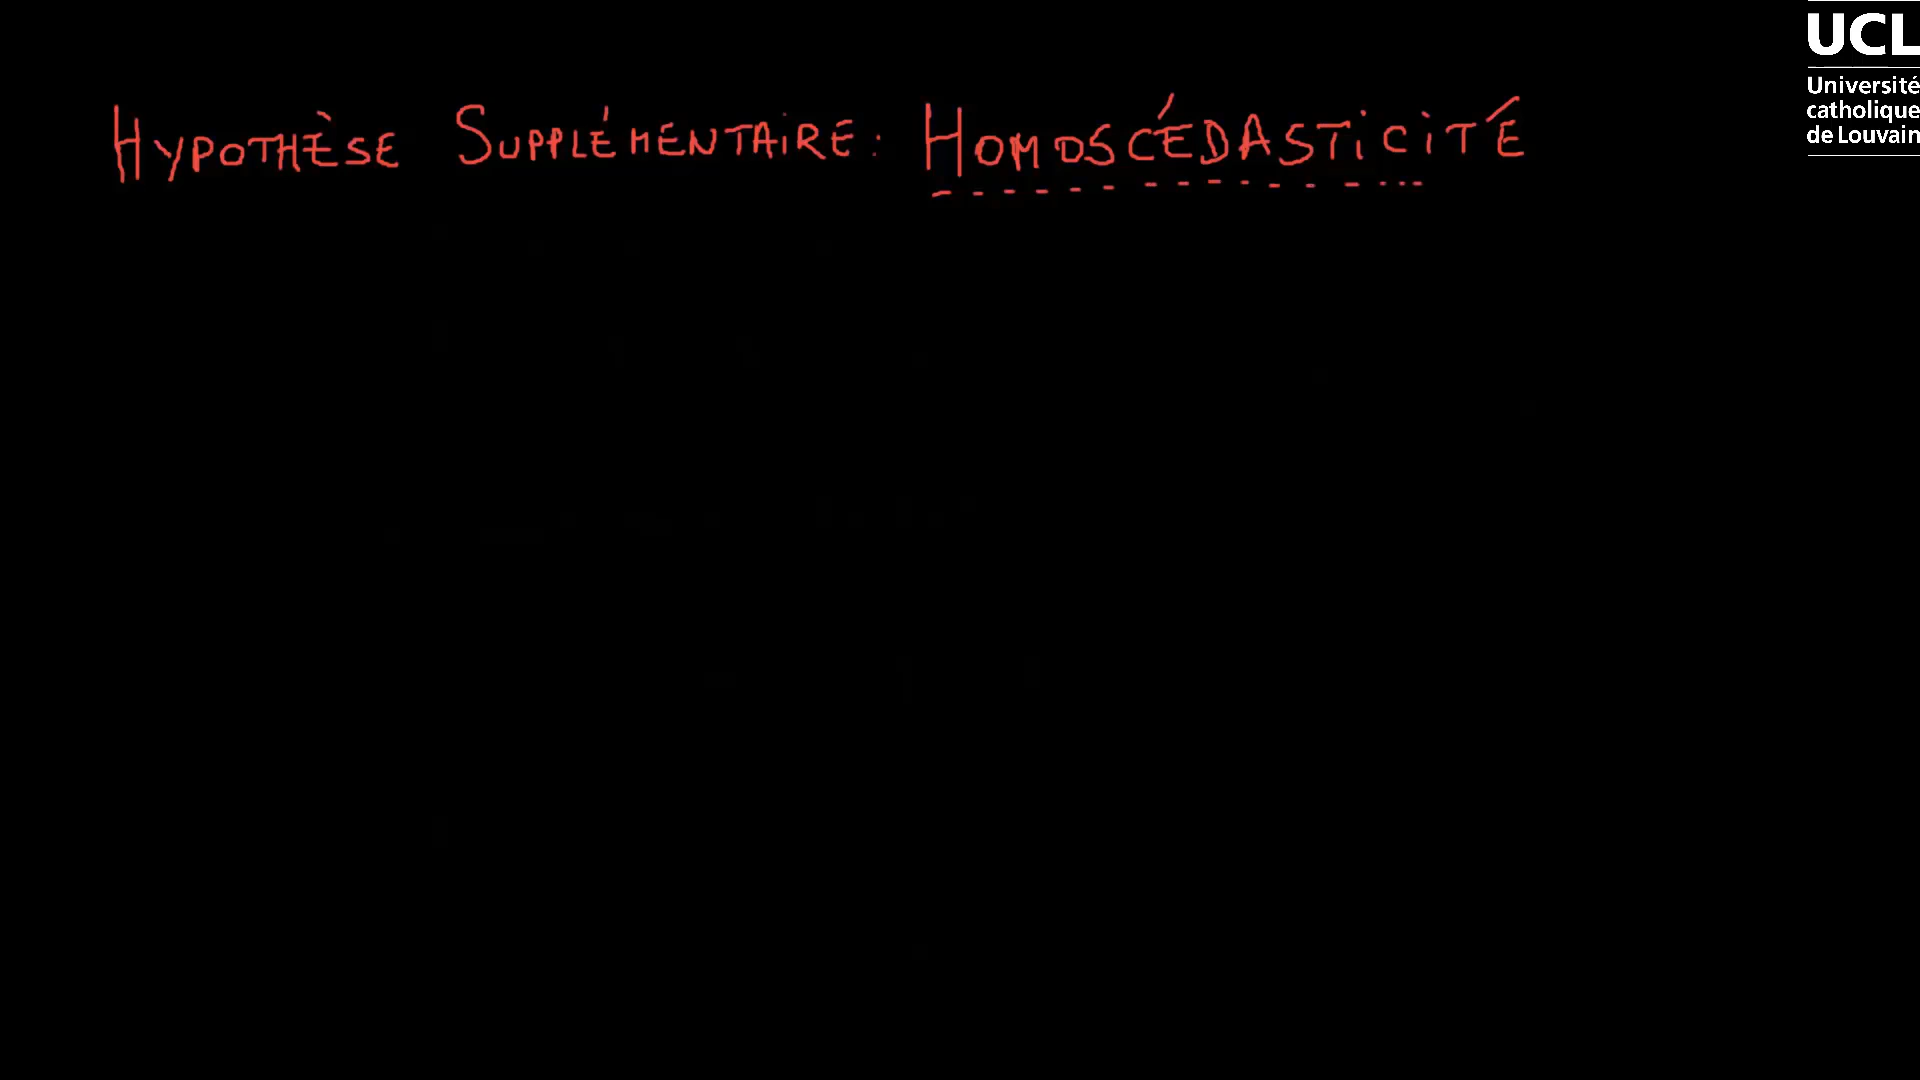 HYPOTHÈSE SUPPLÉMENTAIRE : HOMOSCÉDASTICITÉ
UCL
Université
catholique
de Louvain